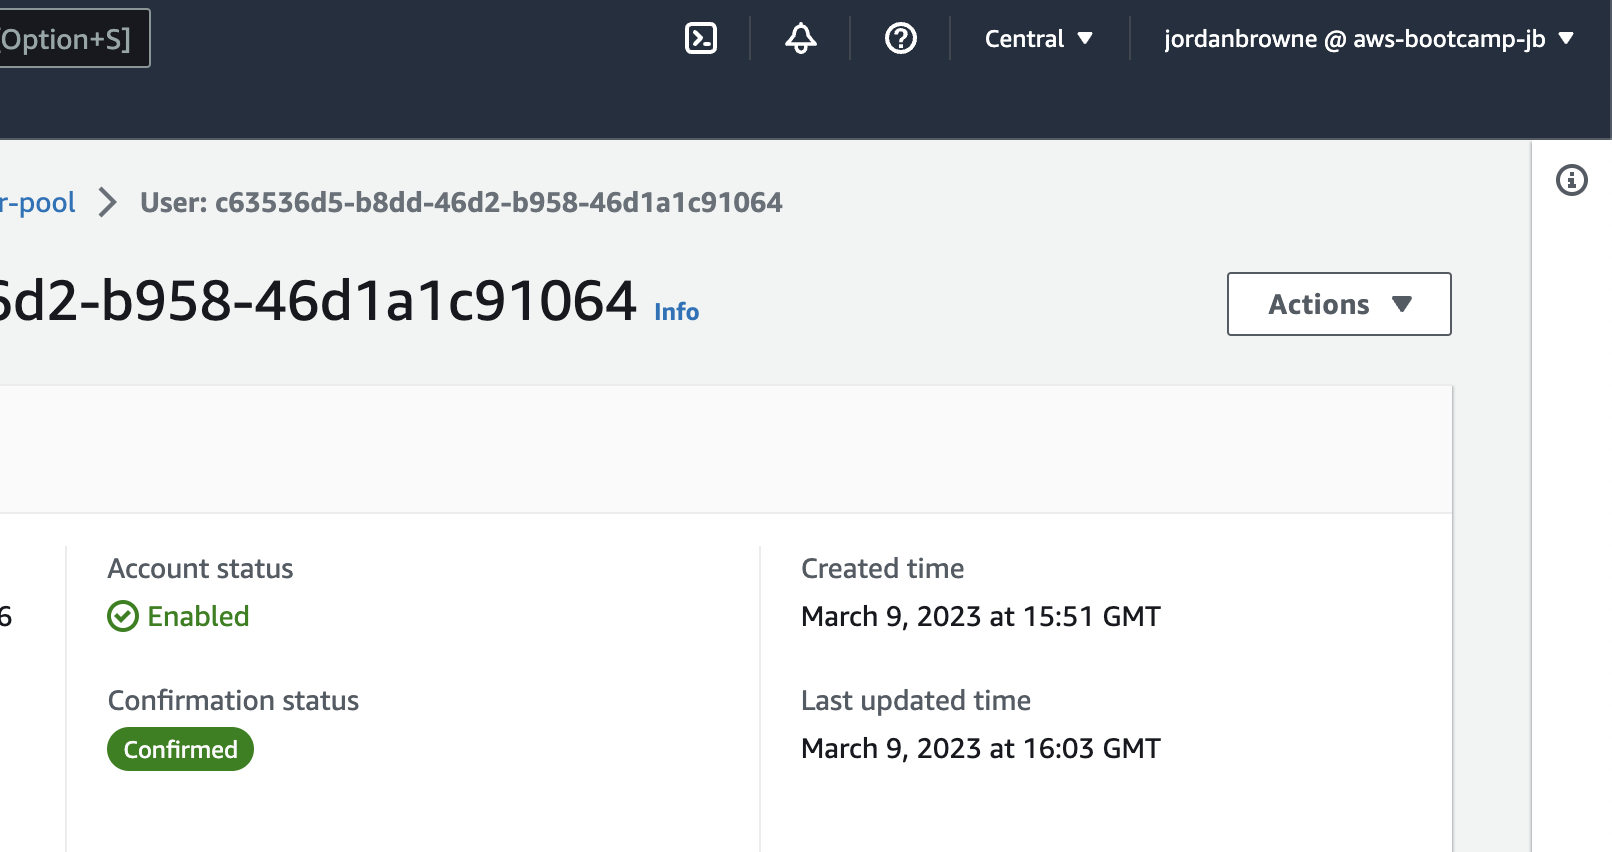 [Option+S]
Central
jordanbrowne @ aws-bootcamp-jb
r-pool
User: c63536d5-b8dd-46d2-b958-46d1a1c91064
6d2-b958-46d1a1c91064 Info
Actions
Account status
Created time
6
Enabled
March 9, 2023 at 15:51 GMT
Confirmation status
Last updated time
Confirmed
March 9, 2023 at 16:03 GMT